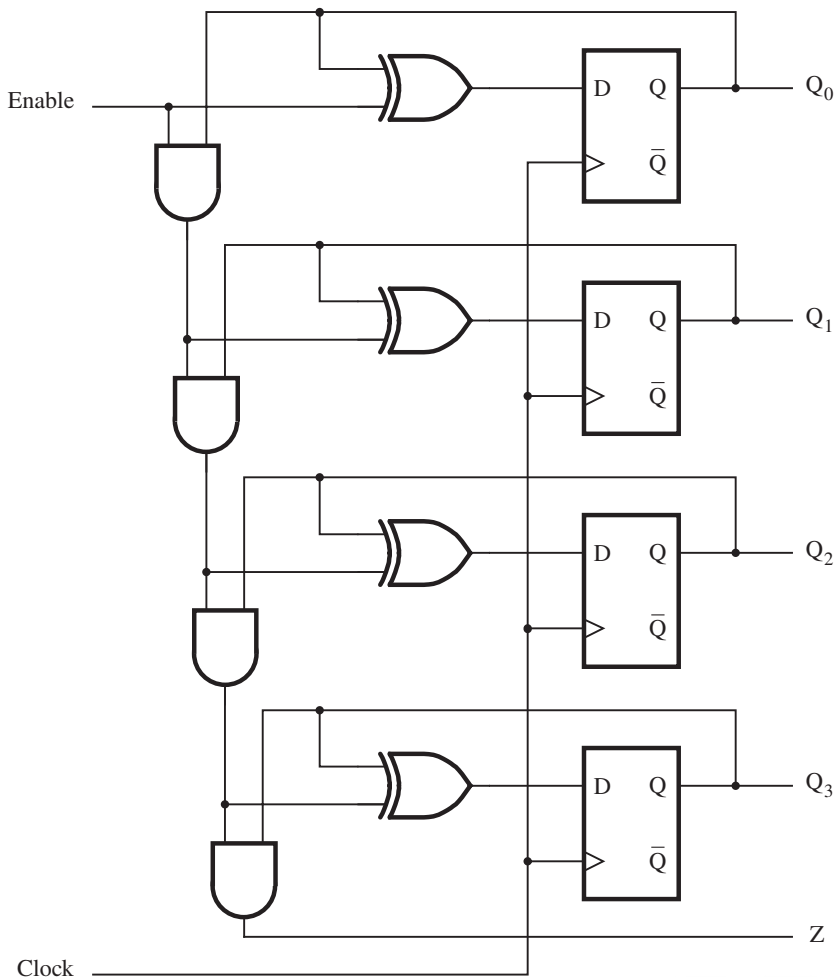 Enable
D Q Q0
Q̅
D Q Q1
Q̅
D Q Q2
Q̅
D Q Q3
Q̅
Z
Clock